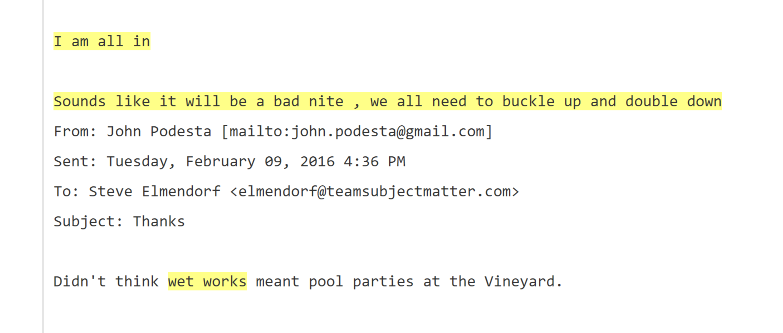 I am all in
Sounds like it will be a bad nite , we all need to buckle up and double down
From: John Podesta [mailto:john.podesta@gmail.com]
Sent: Tuesday, February 09, 2016 4:36 PM
To: Steve Elmendorf <elmendorf@teamsubjectmatter.com>
Subject: Thanks
Didn't think wet works meant pool parties at the Vineyard.